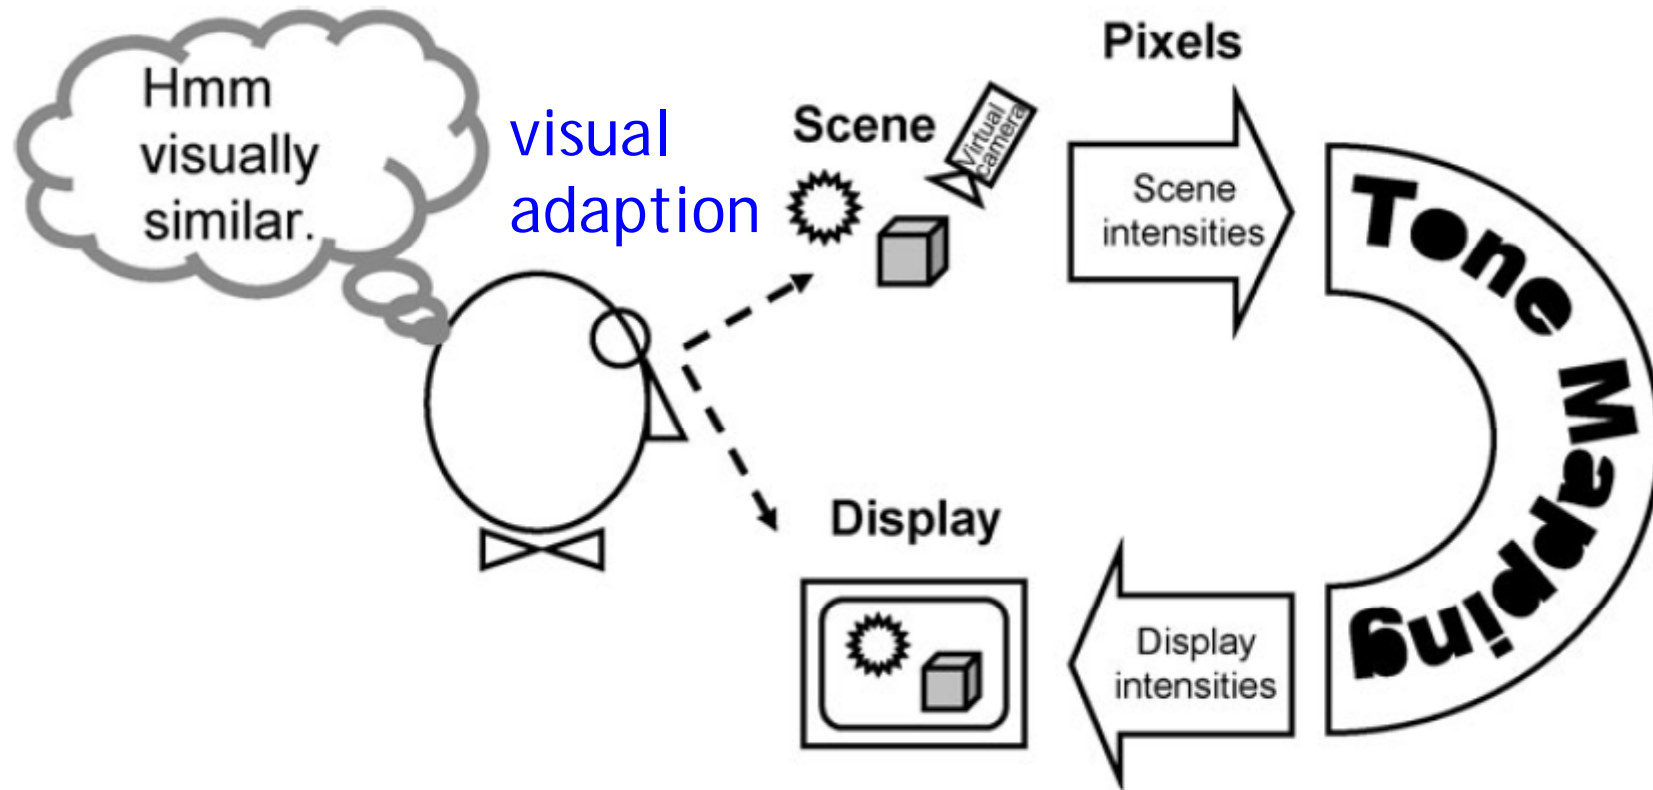 Hmm
visually
similar.
visual
adaption
Scene
Virtual
camera
Pixels
Scene
intensities
Tone Mapping
Display
intensities
Display